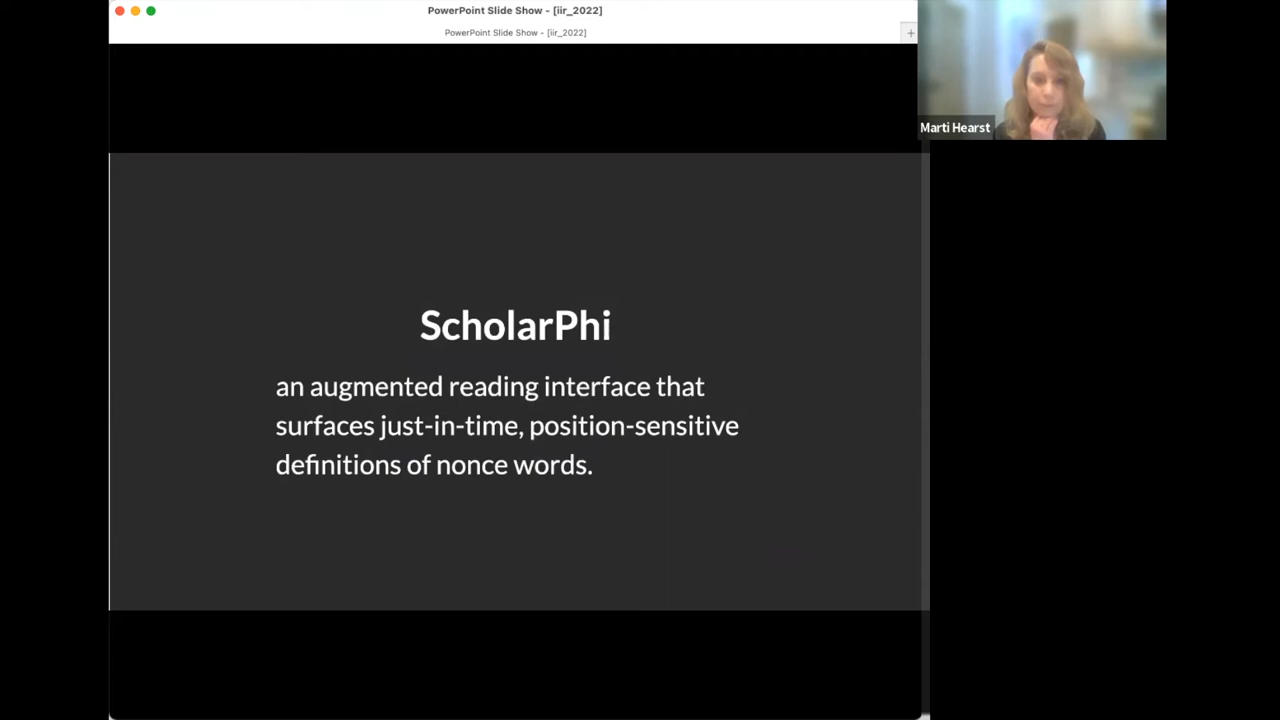 PowerPoint Slide Show - [iir_2022]
PowerPoint Slide Show - [iir_2022]
+
Marti Hearst
ScholarPhi
an augmented reading interface that
surfaces just-in-time, position-sensitive
definitions of nonce words.